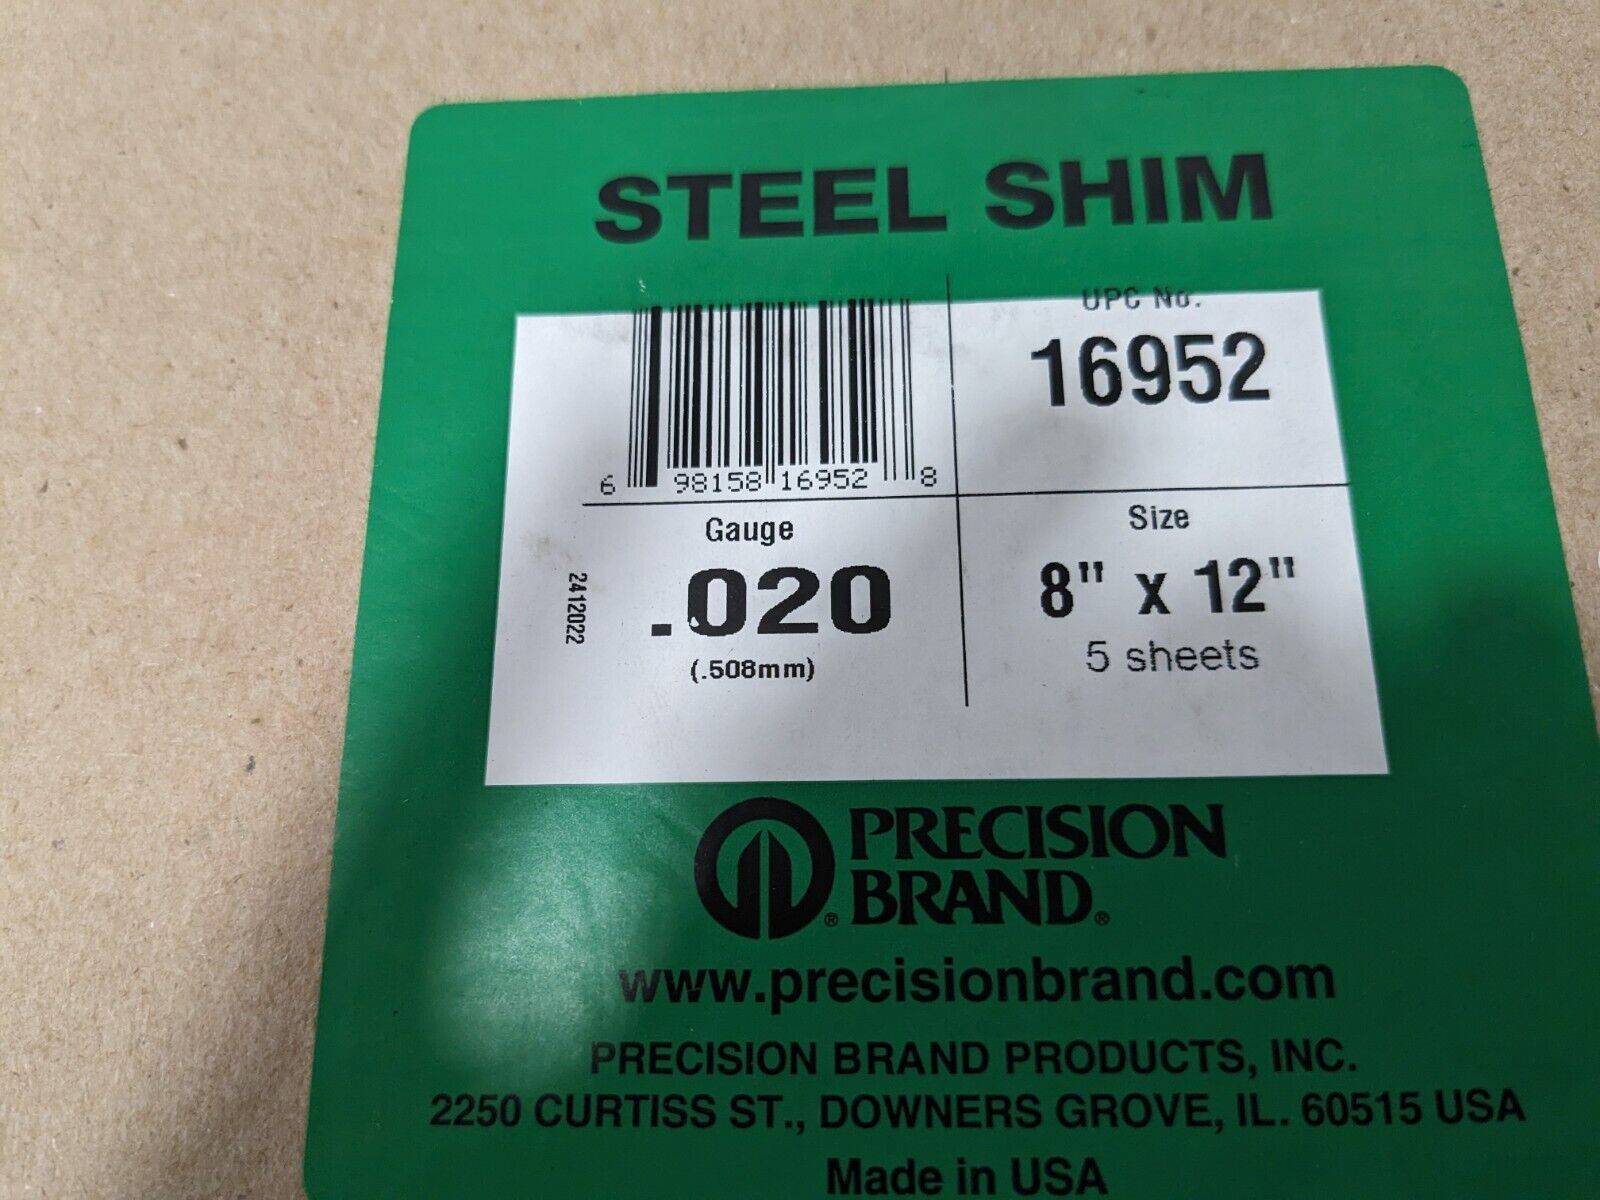 STEEL SHIM
UPC No.
16952
6 98158 16952 8
Gauge
.020
(.508mm)
2412022
Size
8" x 12"
5 sheets
PRECISION
BRAND®
®
www.precisionbrand.com
PRECISION BRAND PRODUCTS, INC.
2250 CURTISS ST., DOWNERS GROVE, IL. 60515 USA
Made in USA